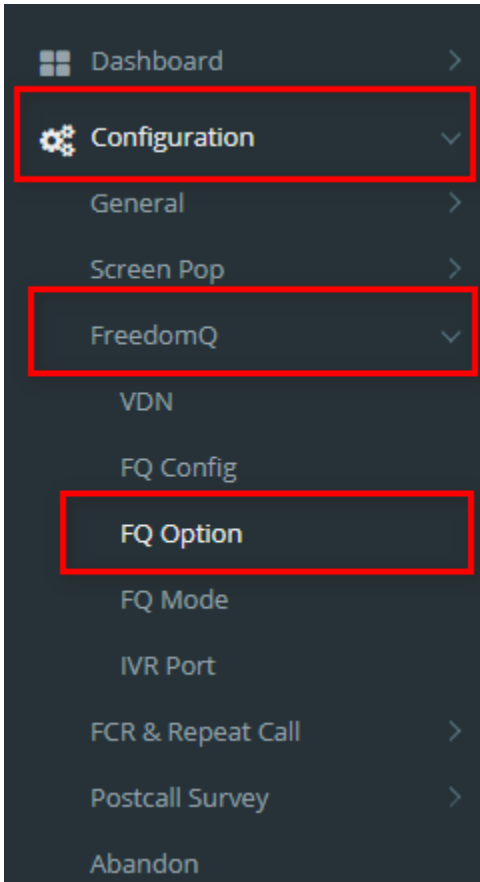 Dashboard
Configuration
General
Screen Pop
FreedomQ
VDN
FQ Config
FQ Option
FQ Mode
IVR Port
FCR & Repeat Call
Postcall Survey
Abandon